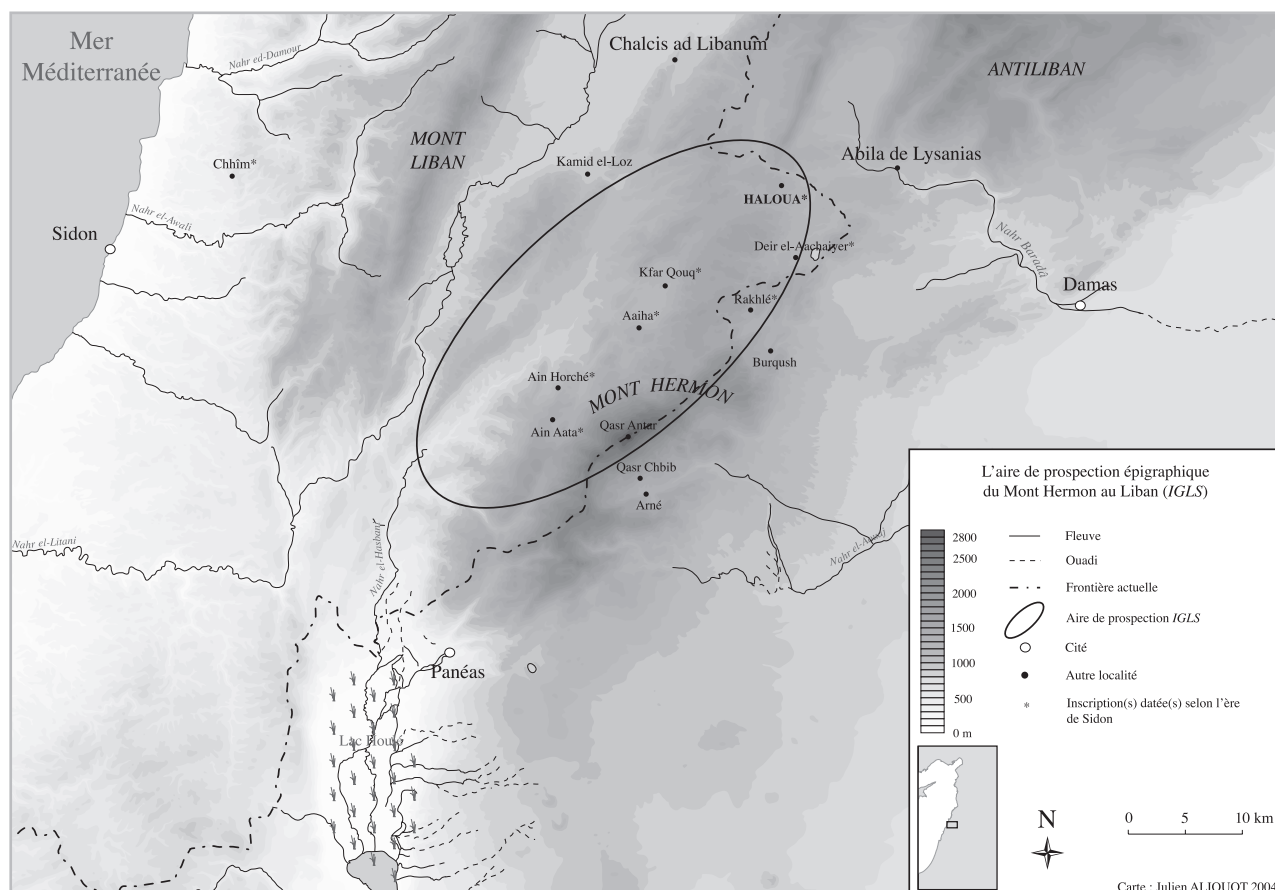 Mer
Méditerranée
Nahr ed-Damour
Chalcis ad Libanum
ANTILIBAN
MONT
LIBAN
Chhîm*
Kamid el-Loz
Abila de Lysanias
HALOUA*
Nahr el-Awali
Sidon
Deir el-Aachaiyer*
Nahr Baradâ
Kfar Qouq*
Damas
Rakhlé*
Aaiha*
Burqush
Ain Horché*
MONT HERMON
Ain Aata*
Qasr Antar
Qasr Chbib
Arné
Nahr el-Litani
Nahr el-Hasbani
Nahr el-Awaj
Panéas
Lac Houlé
L'aire de prospection épigraphique
du Mont Hermon au Liban (IGLS)
2800
2500
2000
1500
1000
500
0 m
Fleuve
Ouadi
Frontière actuelle
Aire de prospection IGLS
Cité
Autre localité
* Inscription(s) datée(s) selon l'ère
de Sidon
N
0 5 10 km
Carte : Julien ALIQUOT 2004